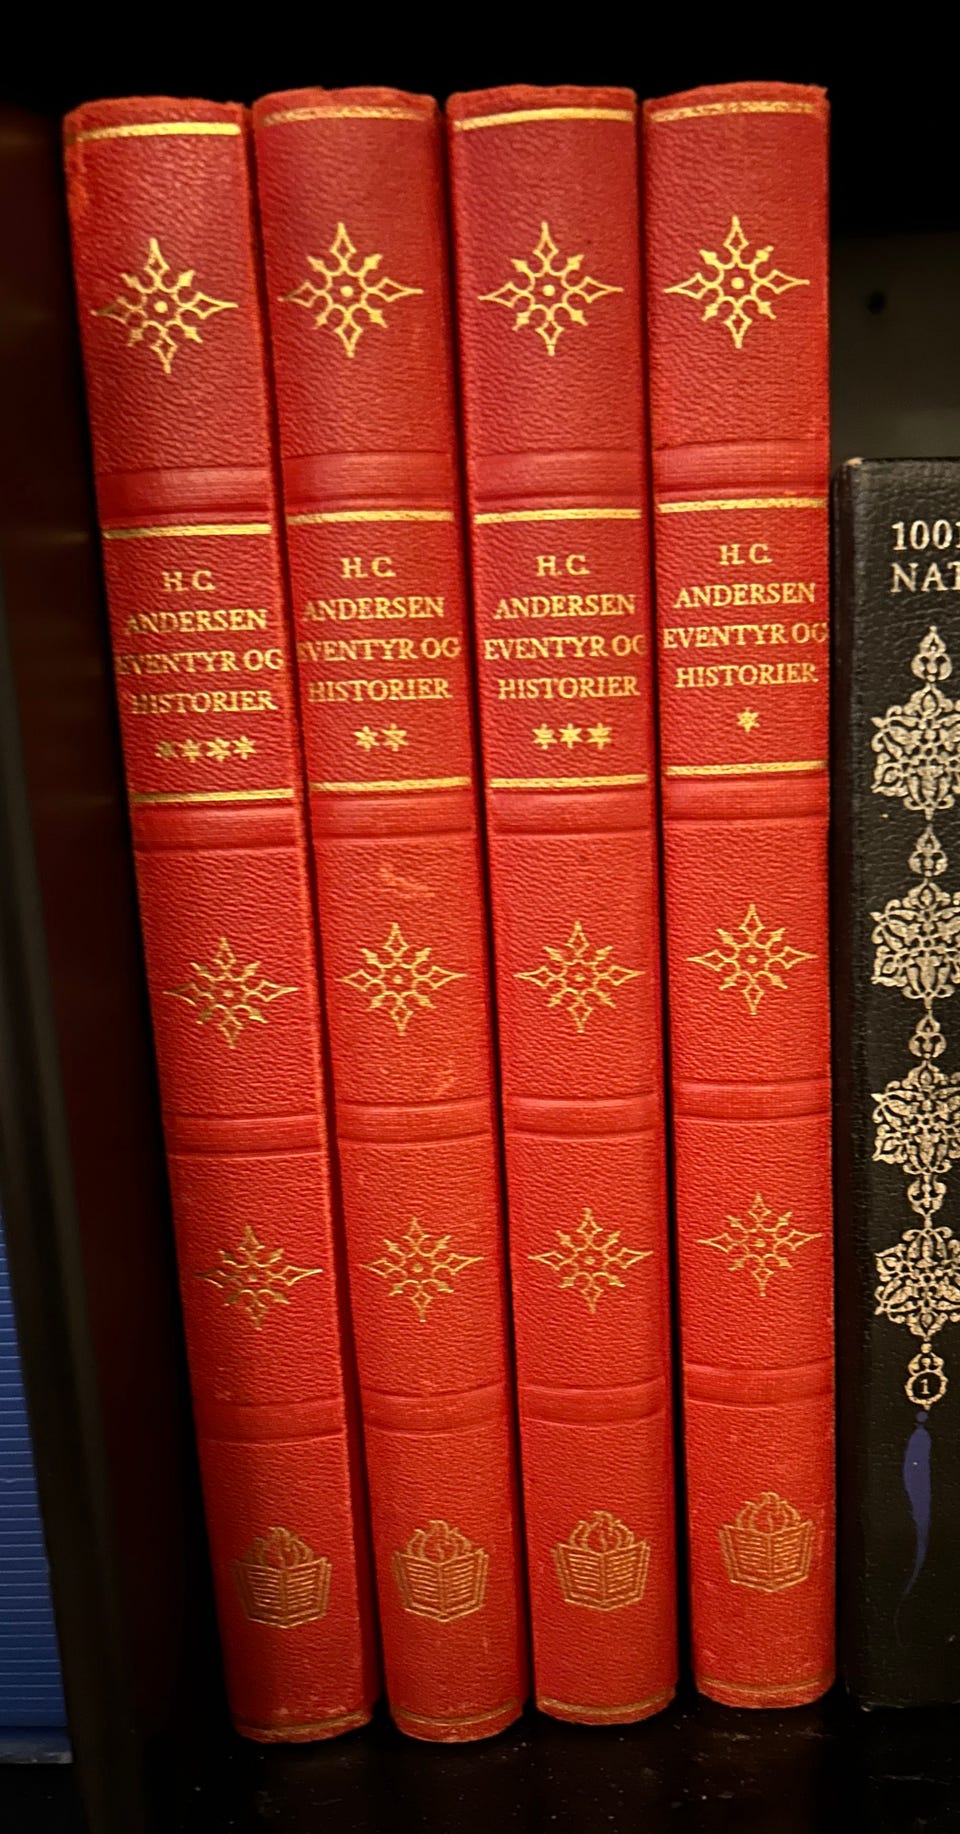 H.C.
ANDERSEN
EVENTYR OG
HISTORIER
****
H.C.
ANDERSEN
EVENTYR OG
HISTORIER
**
H.C.
ANDERSEN
EVENTYR OG
HISTORIER
***
H.C.
ANDERSEN
EVENTYR OG
HISTORIER
*
1001
NAT
1